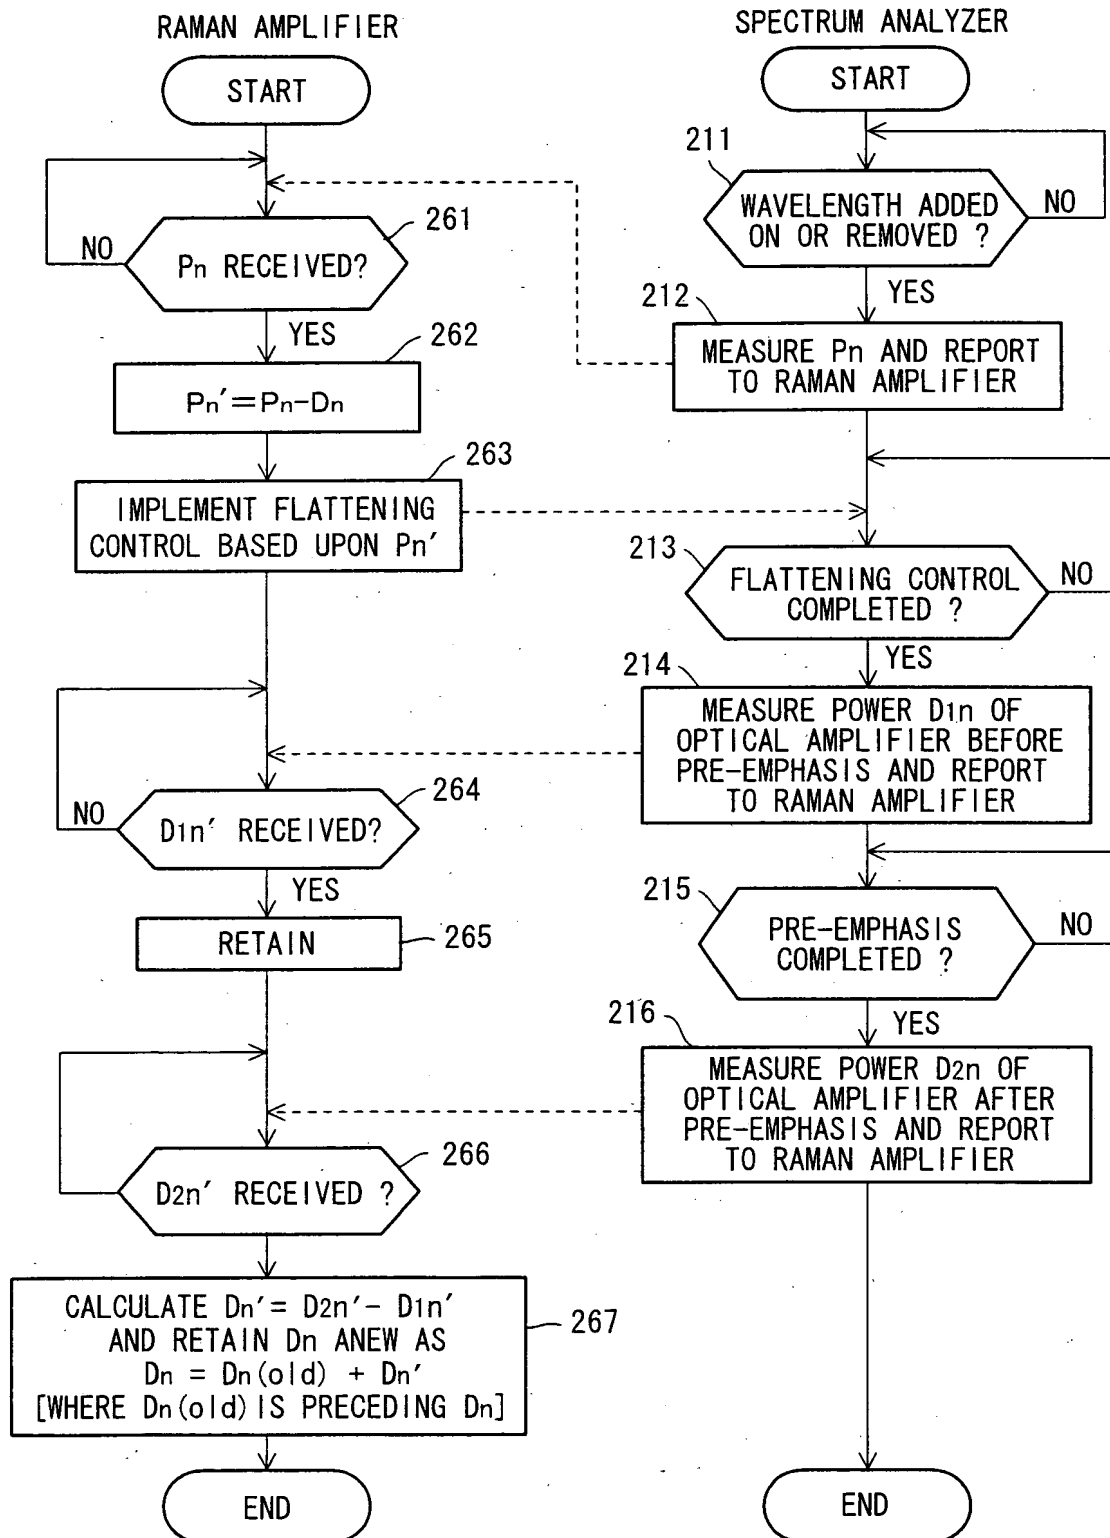 RAMAN AMPLIFIER
START
261
NO
Pn RECEIVED?
YES
262
Pn′=Pn-Dn
263
IMPLEMENT FLATTENING
CONTROL BASED UPON Pn′
264
NO
D1n′ RECEIVED?
YES
RETAIN
265
266
D2n′ RECEIVED ?
CALCULATE Dn′= D2n′- D1n′
AND RETAIN Dn ANEW AS
Dn = Dn(old) + Dn′
[WHERE Dn(old) IS PRECEDING Dn]
267
END
SPECTRUM ANALYZER
START
211
WAVELENGTH ADDED
ON OR REMOVED ?
NO
YES
212
MEASURE Pn AND REPORT
TO RAMAN AMPLIFIER
213
FLATTENING CONTROL
COMPLETED ?
NO
YES
214
MEASURE POWER D1n OF
OPTICAL AMPLIFIER BEFORE
PRE-EMPHASIS AND REPORT
TO RAMAN AMPLIFIER
215
PRE-EMPHASIS
COMPLETED ?
NO
YES
216
MEASURE POWER D2n OF
OPTICAL AMPLIFIER AFTER
PRE-EMPHASIS AND REPORT
TO RAMAN AMPLIFIER
END